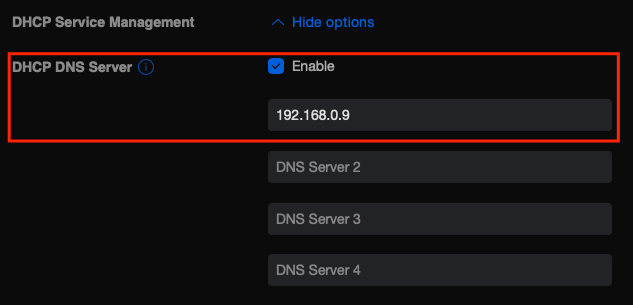 DHCP Service Management
Hide options
DHCP DNS Server
Enable
192.168.0.9
DNS Server 2
DNS Server 3
DNS Server 4